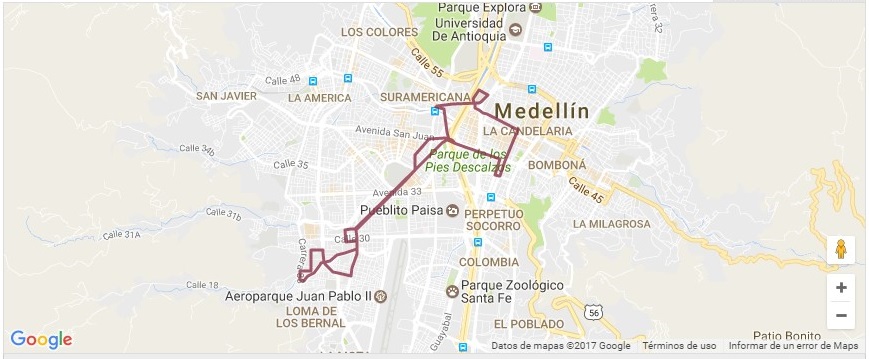 Parque Explora
Universidad
De Antioquia
LOS COLORES
Calle 55
Carrera 32
Calle 48
SAN JAVIER
LA AMERICA
SURAMERICANA
Medellín
Avenida San Juan
LA CANDELARIA
Calle 34b
Calle 35
Parque de los
Pies Descalzos
BOMBONÁ
Calle 45
Avenida 33
Calle 31b
Pueblito Paisa
PERPETUO
SOCORRO
LA MILAGROSA
Calle 31A
Calle 30
COLOMBIA
Calle 18
Aeroparque Juan Pablo II
Parque Zoológico
Santa Fe
LOMA DE
LOS BERNAL
Guayabal
EL POBLADO
56
Patio Bonito
Google
Datos de mapas ©2017 Google
Términos de uso
Informar de un error de Maps